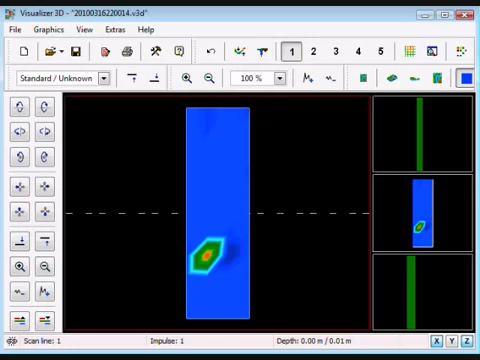 Visualizer 3D - "20100316220014.v3d"
File Graphics View Extras Help
1 2 3 4 5
Standard / Unknown 100 %
Scan line: 1 Impulse: 1 Depth: 0.00 m / 0.01 m X Y Z